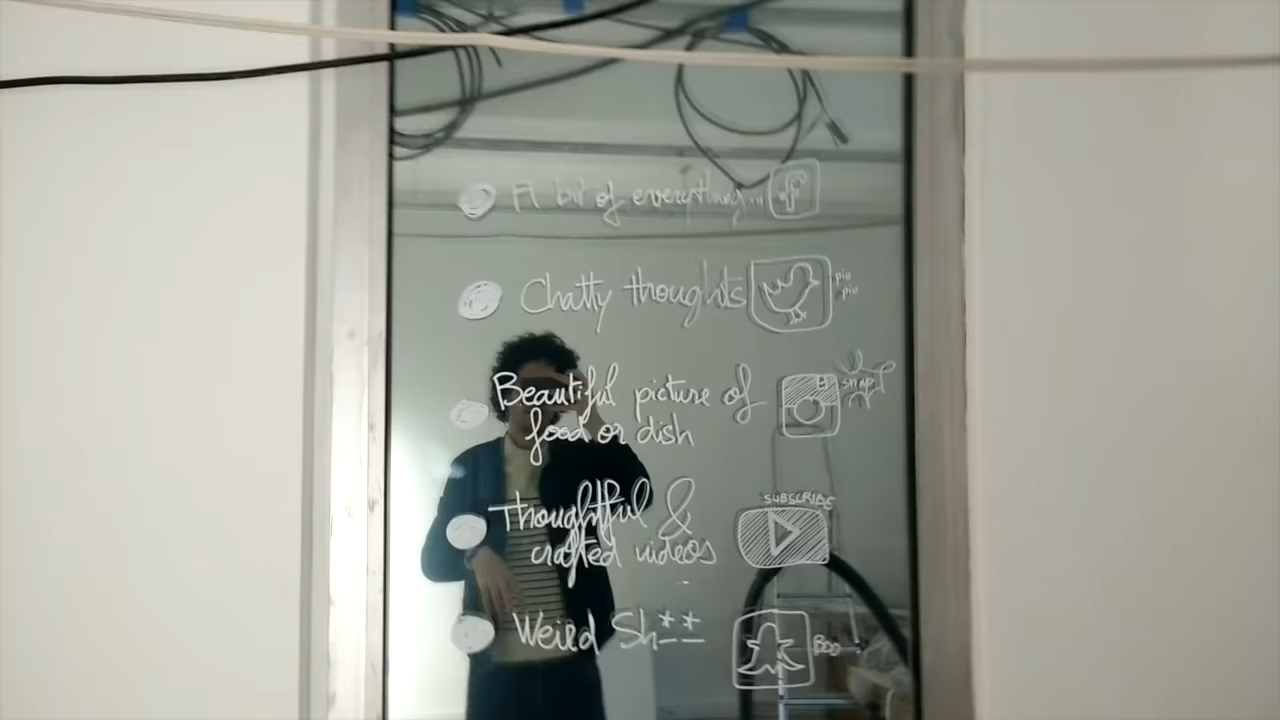 A bit of everything... f
Chatty thoughts
piu
piu
Beautiful picture of
food or dish
snap
Thoughtful &
crafted videos
SUBSCRIBE
Weird Sh**
Boo